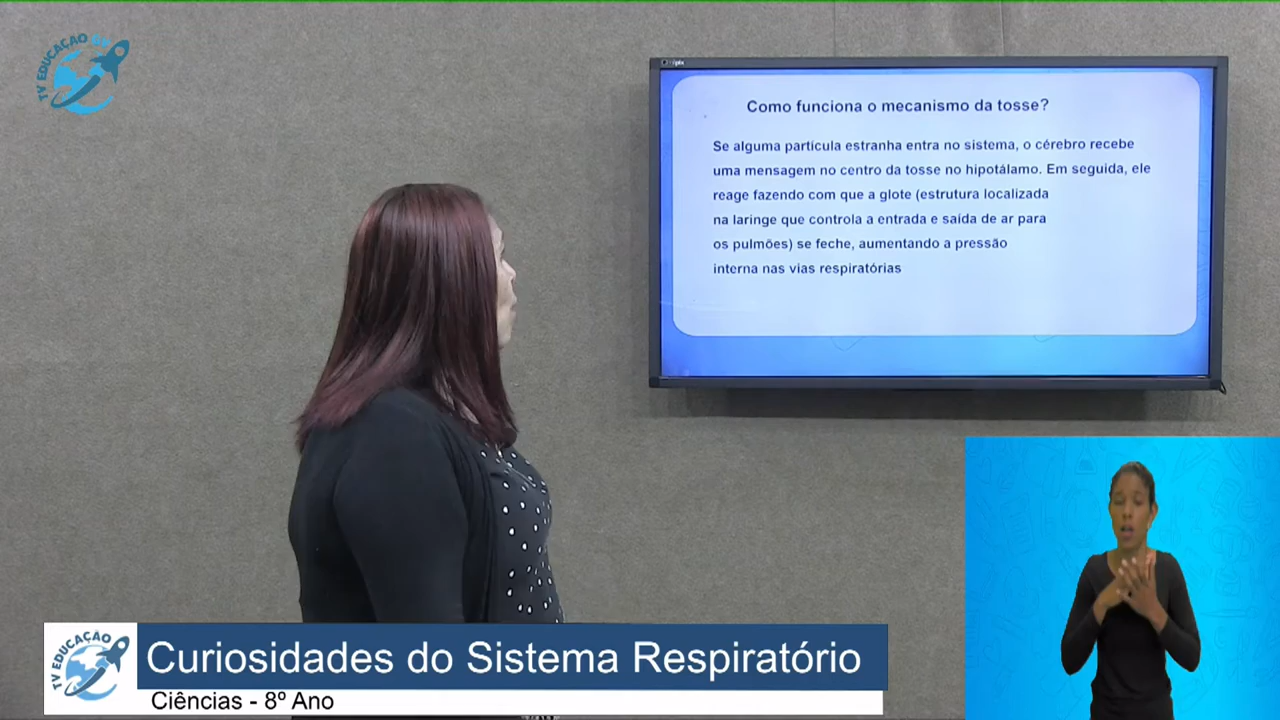 TV EDUCAÇÃO GV
Como funciona o mecanismo da tosse?
Se alguma partícula estranha entra no sistema, o cérebro recebe
uma mensagem no centro da tosse no hipotálamo. Em seguida, ele
reage fazendo com que a glote (estrutura localizada
na laringe que controla a entrada e saída de ar para
os pulmões) se feche, aumentando a pressão
interna nas vias respiratórias
TV EDUCAÇÃO
Curiosidades do Sistema Respiratório
Ciências - 8º Ano